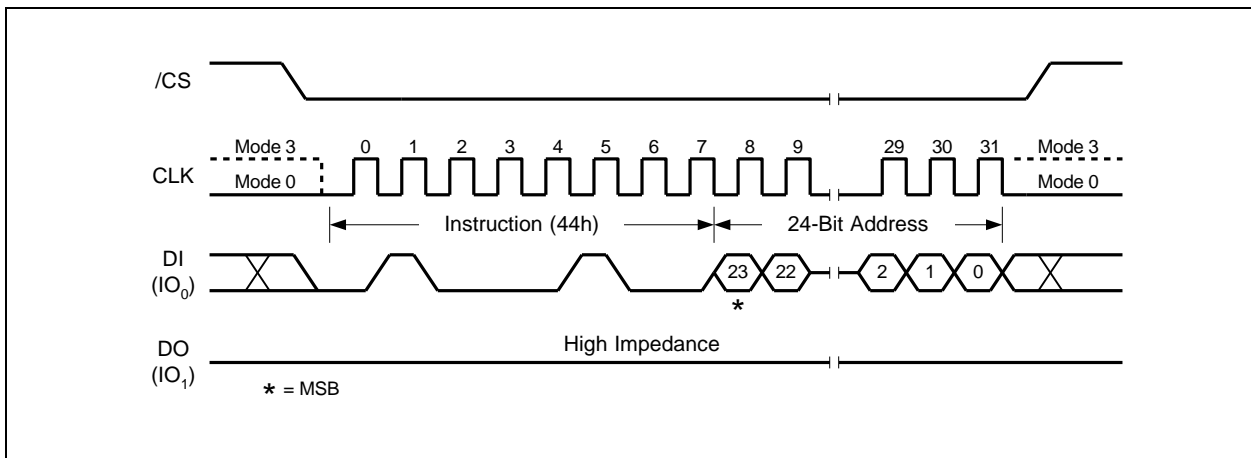 /CS
Mode 3 0 1 2 3 4 5 6 7 8 9 29 30 31 Mode 3
CLK Mode 0 Mode 0
Instruction (44h) 24-Bit Address
DI
(IO0) 23 22 2 1 0
*
High Impedance
DO
(IO1)
* = MSB